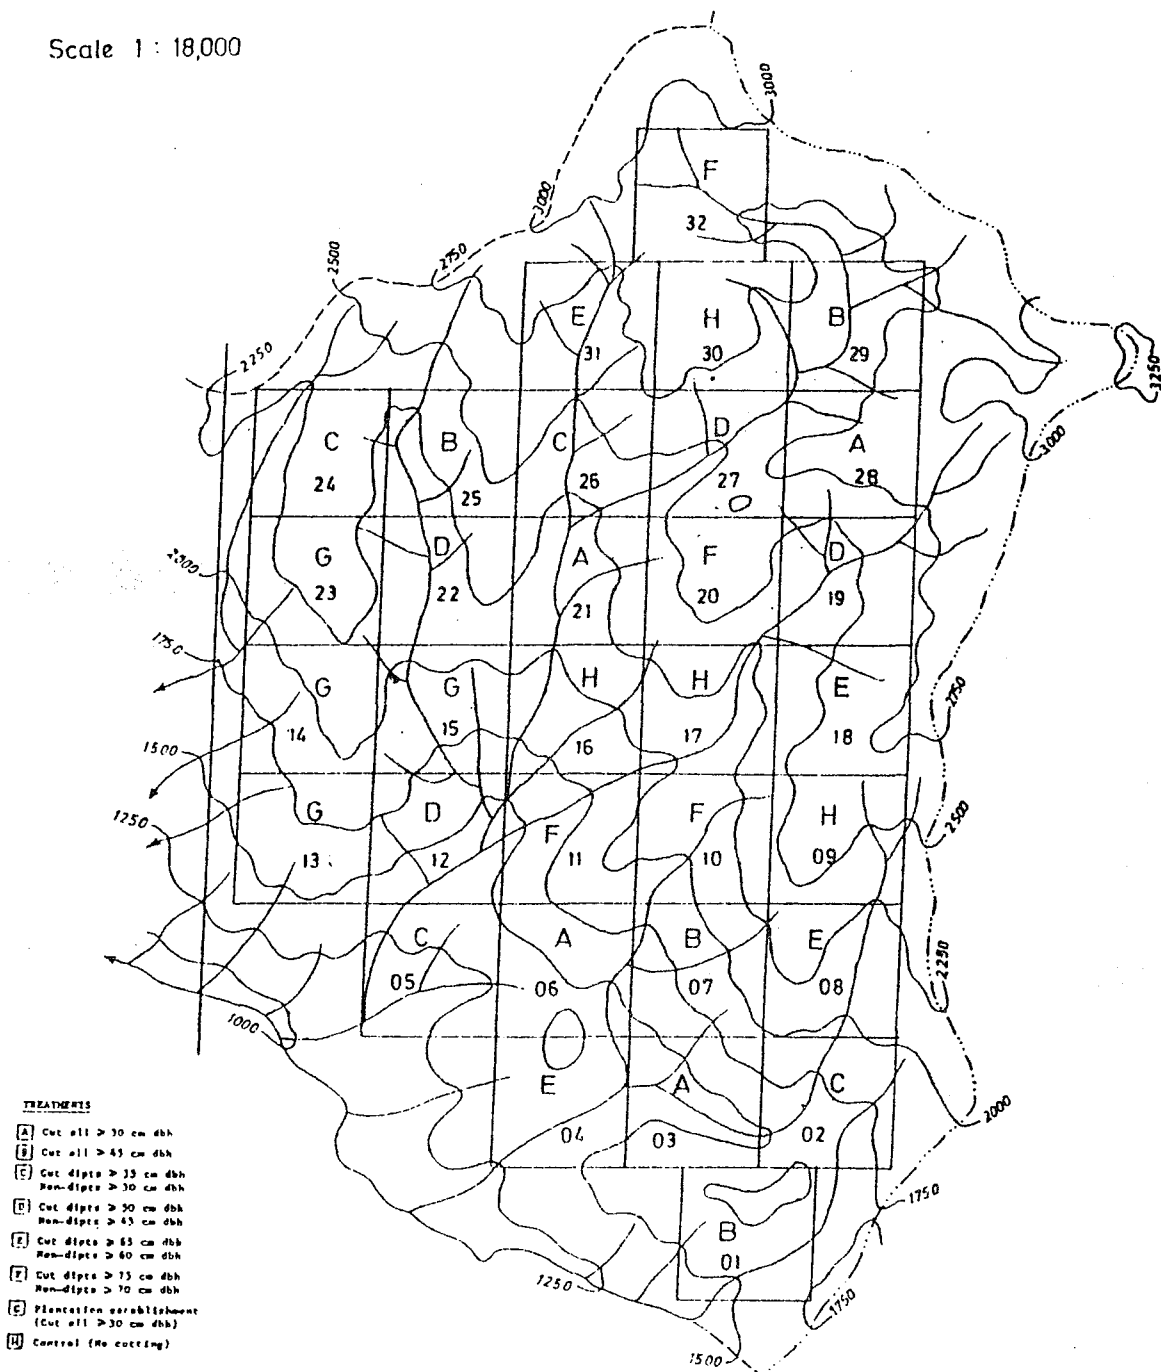 Scale 1 : 18,000
3000
3000
2750
2500
2250
3250
3000
F
32
E
31
H
30
B
29
C
24
B
25
C
26
D
27
A
28
2000
G
23
D
22
A
21
F
20
D
19
1750
G
14
G
15
H
16
H
17
E
18
2750
1500
1250
G
13
D
12
F
11
F
10
H
09
2500
C
05
A
06
B
07
E
08
2250
1000
E
04
A
03
C
02
2000
1750
B
01
1250
1750
1500
TREATMENTS
A Cut all > 30 cm dbh
B Cut all > 45 cm dbh
C Cut dipts > 35 cm dbh
Non-dipts > 30 cm dbh
D Cut dipts > 50 cm dbh
Non-dipts > 45 cm dbh
E Cut dipts > 65 cm dbh
Non-dipts > 60 cm dbh
F Cut dipts > 75 cm dbh
Non-dipts > 70 cm dbh
G Plantation establishment
(Cut all > 30 cm dbh)
H Control (No cutting)